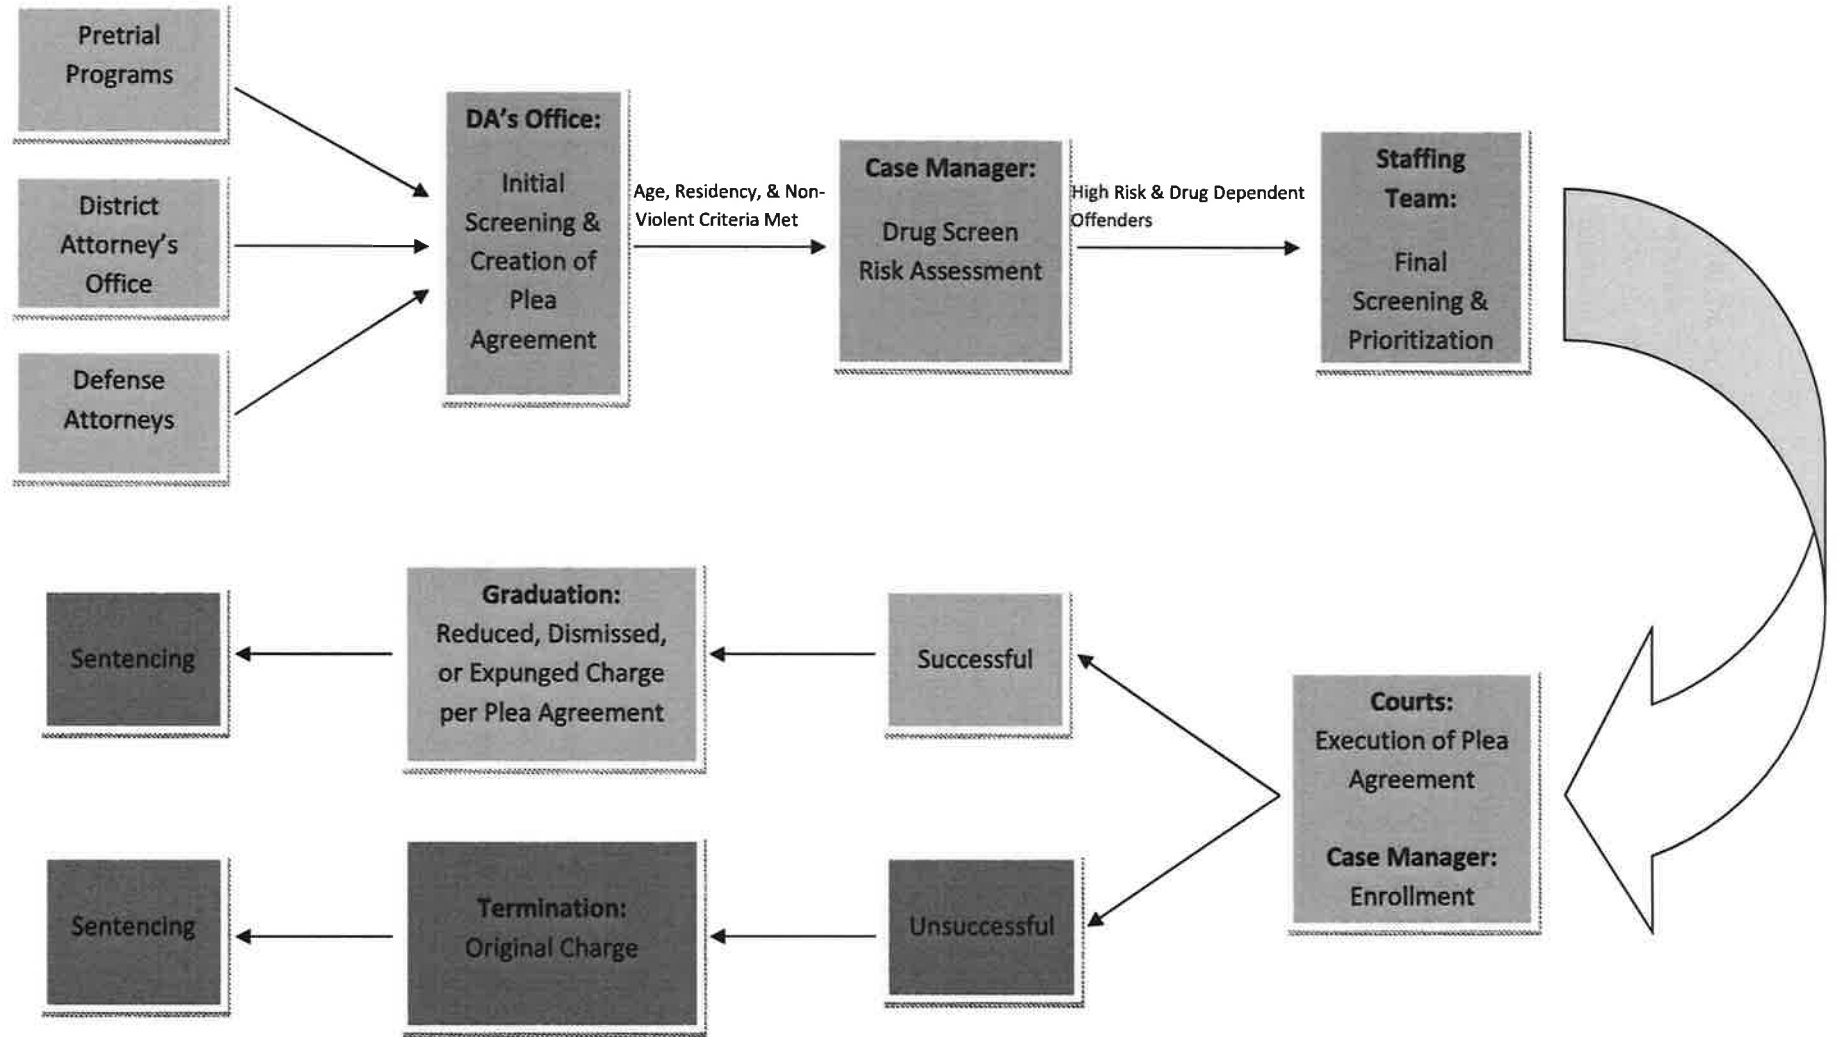 Pretrial
Programs
District
Attorney's
Office
Defense
Attorneys
DA's Office:
Initial
Screening &
Creation of
Plea
Agreement
Age, Residency, & Non-
Violent Criteria Met
Case Manager:
Drug Screen
Risk Assessment
High Risk & Drug Dependent
Offenders
Staffing
Team:
Final
Screening &
Prioritization
Courts:
Execution of Plea
Agreement
Case Manager:
Enrollment
Successful
Graduation:
Reduced, Dismissed,
or Expunged Charge
per Plea Agreement
Sentencing
Unsuccessful
Termination:
Original Charge
Sentencing